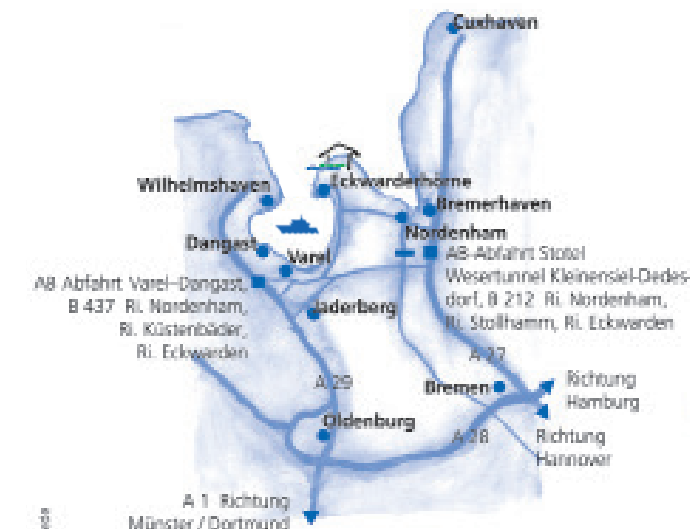 Cuxhaven
Wilhelmshaven
Eckwarderhörne
Bremerhaven
Nordenham
Dangast
Varel
AB-Abfahrt Stotel
Wesertunnel Kleinensiel-Dedes-
dorf, B 212 Ri. Nordenham,
Ri. Stollhamm, Ri. Eckwarden
AB Abfahrt Varel-Dangast,
B 437 Ri. Nordenham,
Ri. Küstenbäder,
Ri. Eckwarden
Jaderberg
A 27
A 29
Bremen
Richtung
Hamburg
Oldenburg
A 28
Richtung
Hannover
A 1 Richtung
Münster / Dortmund